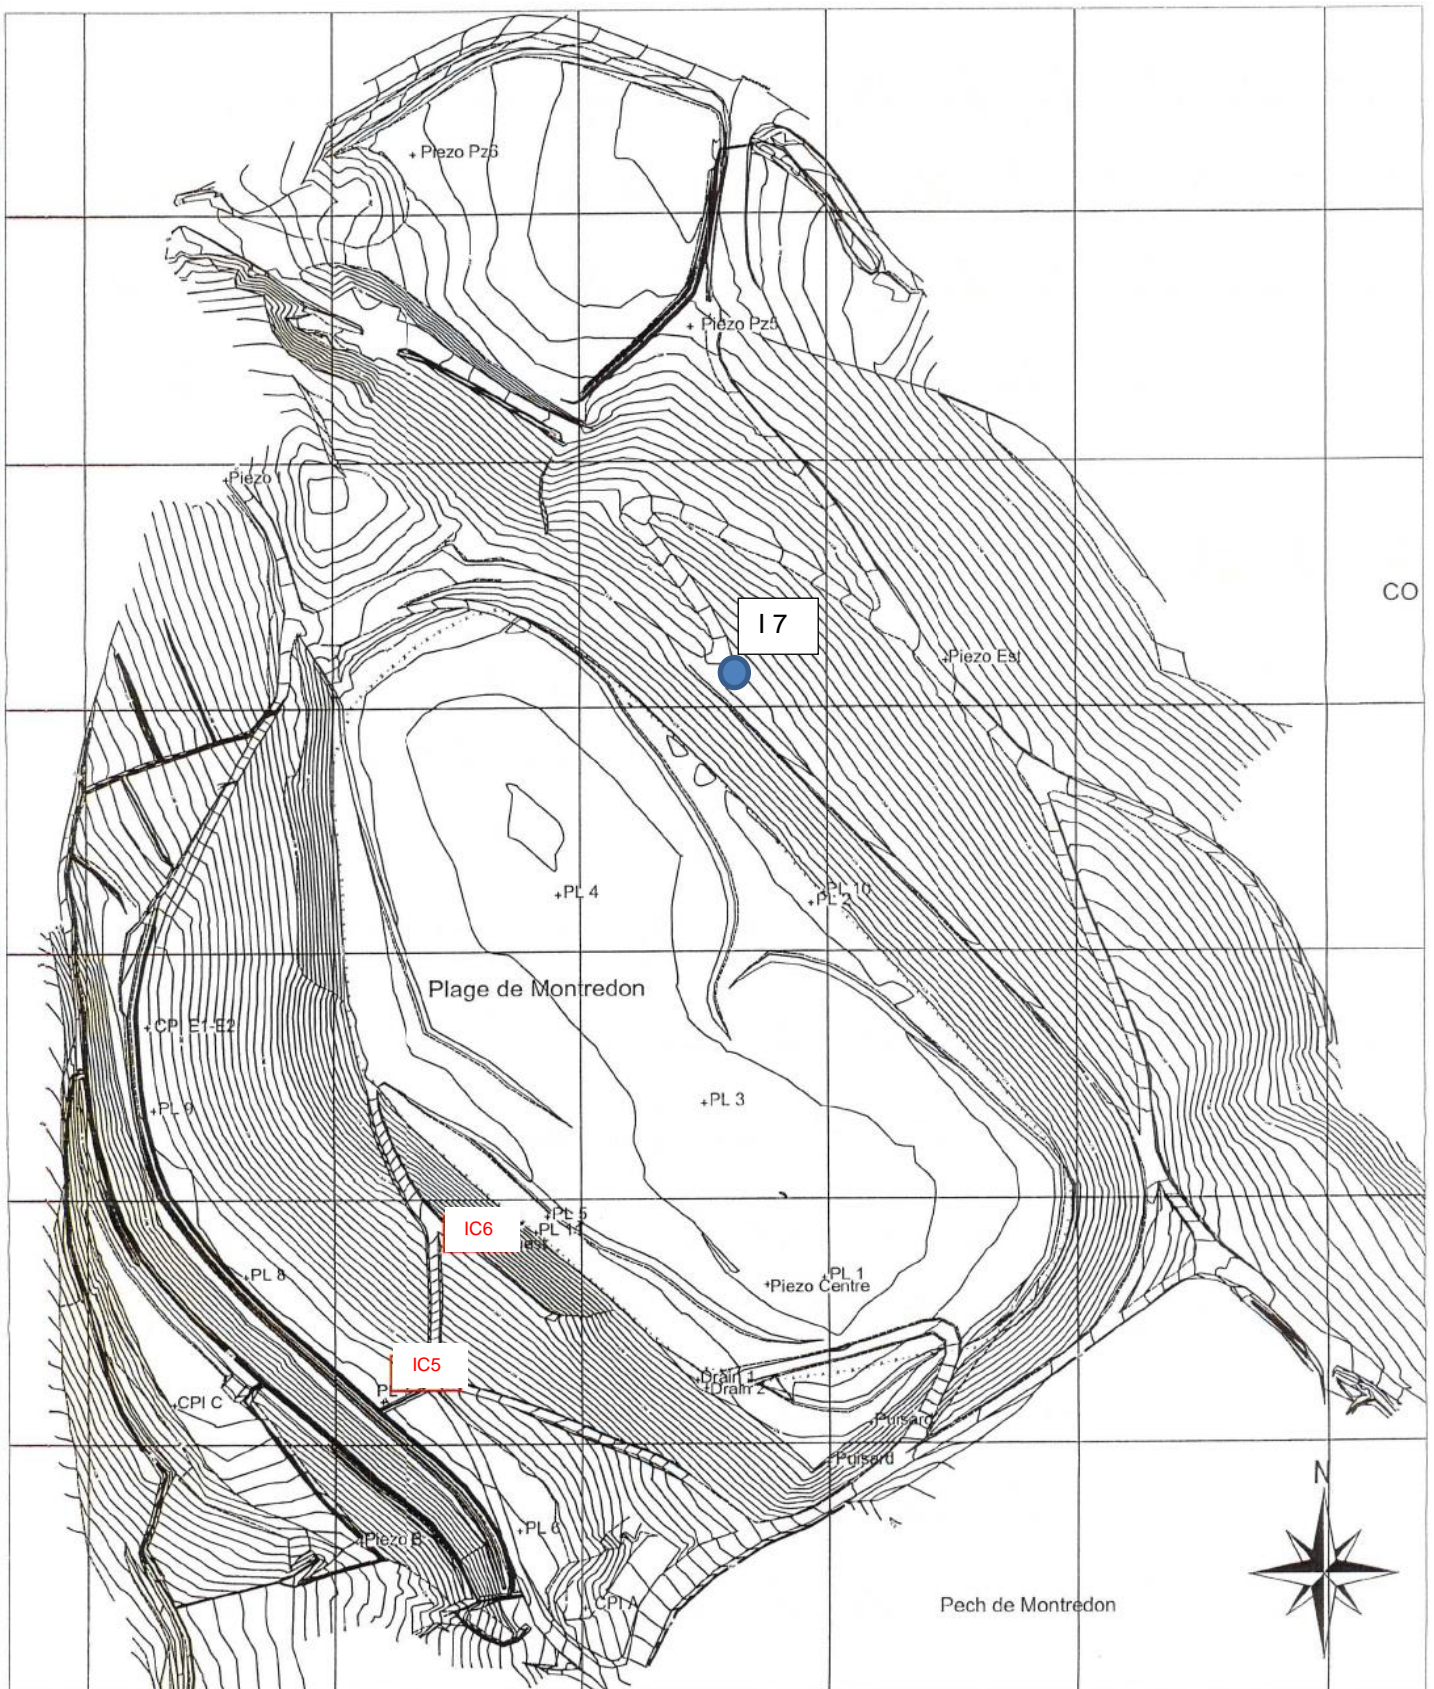 Piezo Pz6
Piezo Pz5
Piezo 1
CO
I 7
Piezo Est
PL 4
PL 10
PL 2
Plage de Montredon
CPI E1-E2
PL 9
PL 3
PL 5
IC6
PL 8
PL 1
Piezo Centre
IC5
Drain 1
Drain 2
PL
CPI C
Puisard
Puisard
N
PL 6
Piezo B
CPI A
Pech de Montredon